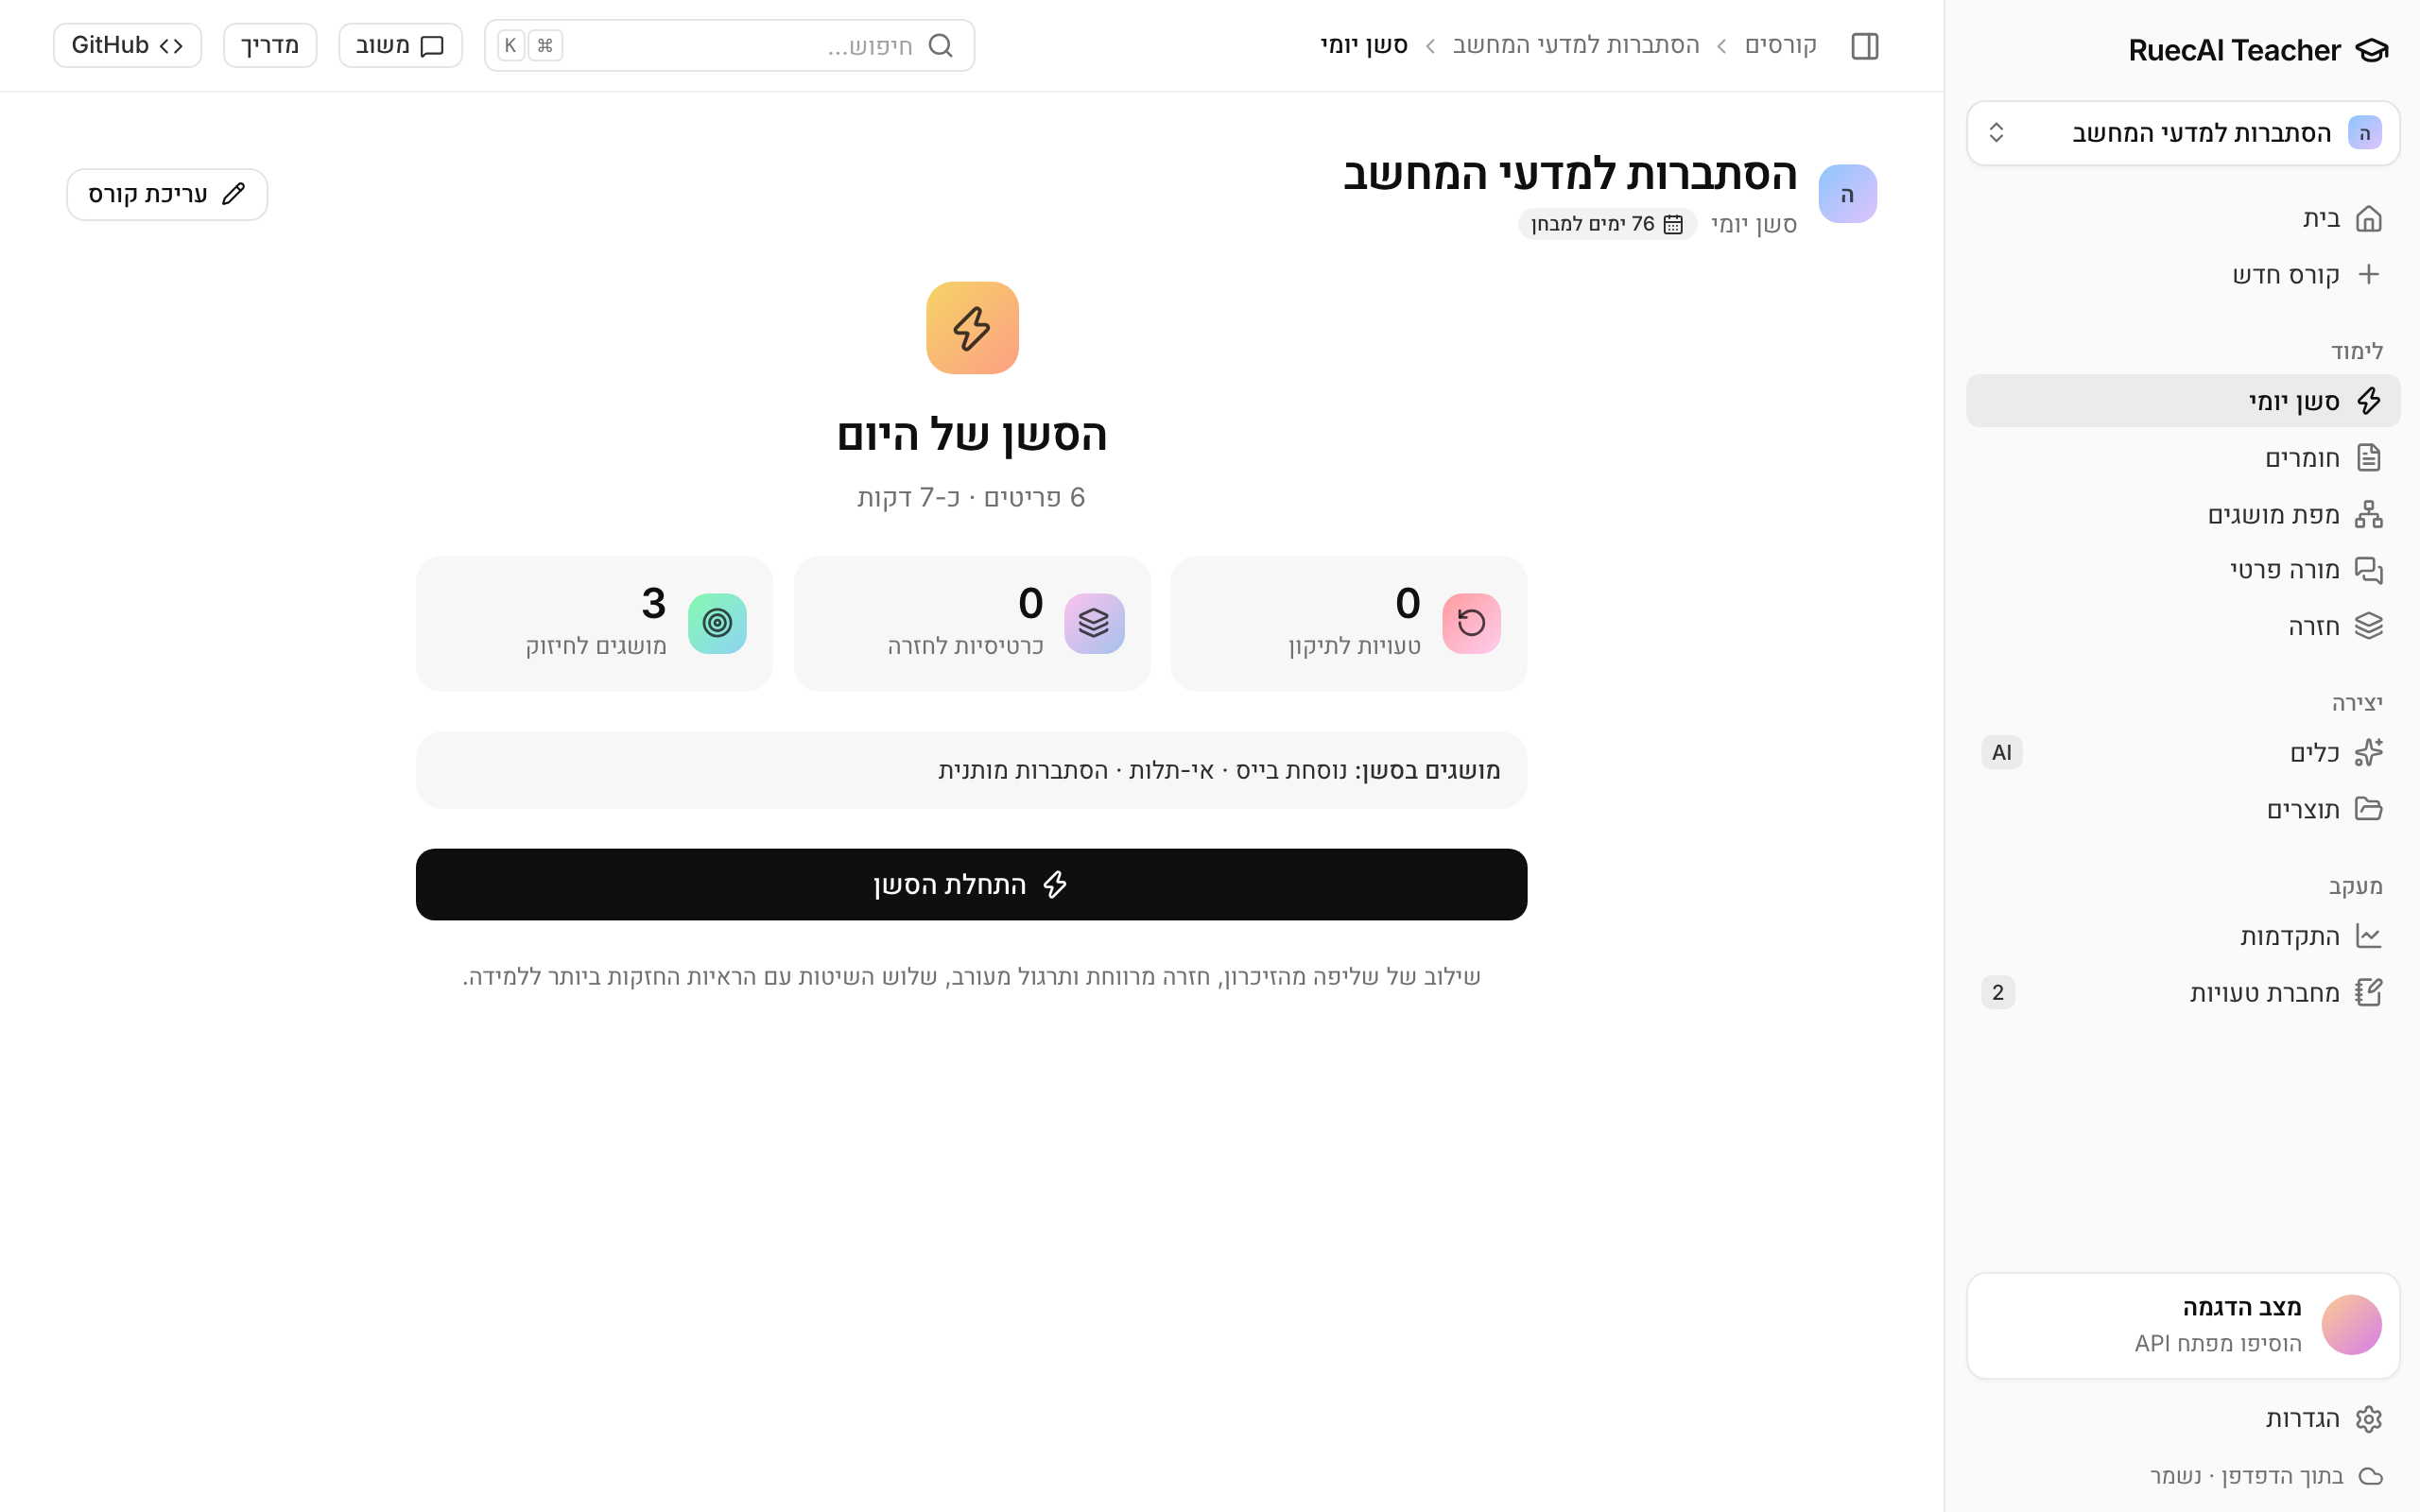 RuecAI Teacher
ה הסתברות למדעי המחשב
בית
קורס חדש
לימוד
סשן יומי
חומרים
מפת מושגים
מורה פרטי
חזרה
יצירה
כלים AI
תוצרים
מעקב
התקדמות
מחברת טעויות 2
מצב הדגמה
הוסיפו מפתח API
הגדרות
בתוך הדפדפן · נשמר
קורסים הסתברות למדעי המחשב סשן יומי
חיפוש... ⌘ K
משוב
מדריך
GitHub
ה
הסתברות למדעי המחשב
סשן יומי 76 ימים למבחן
עריכת קורס
הסשן של היום
6 פריטים · כ-7 דקות
0
טעויות לתיקון
0
כרטיסיות לחזרה
3
מושגים לחיזוק
מושגים בסשן: נוסחת בייס · אי-תלות · הסתברות מותנית
התחלת הסשן
שילוב של שליפה מהזיכרון, חזרה מרווחת ותרגול מעורב, שלוש השיטות עם הראיות החזקות ביותר ללמידה.